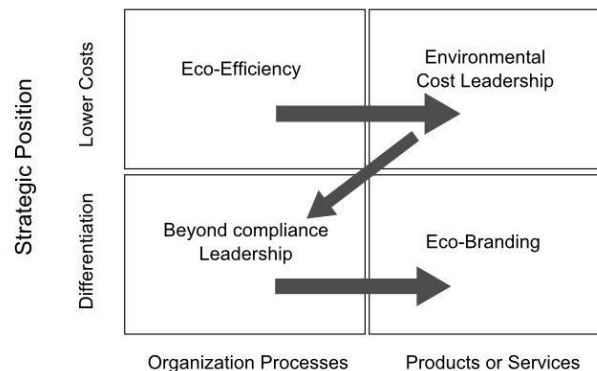 Strategic Position
Lower Costs
Eco-Efficiency
Environmental
Cost Leadership
Differentiation
Beyond compliance
Leadership
Eco-Branding
Organization Processes
Products or Services